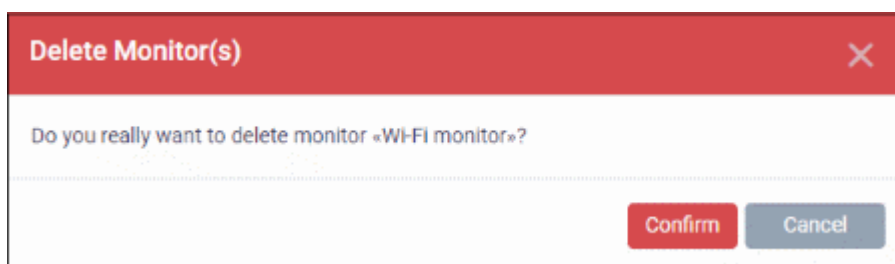 Delete Monitor(s)
Do you really want to delete monitor «Wi-Fi monitor»?
Confirm Cancel